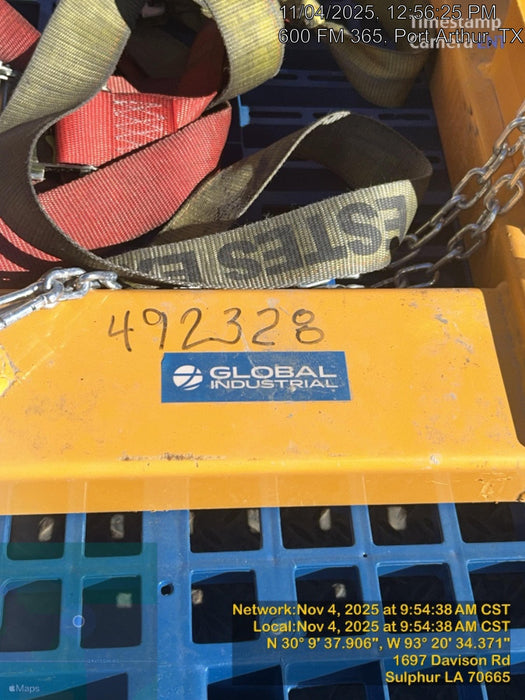 11/04/2025, 12:56:25 PM
600 FM 365, Port Arthur, TX
Timestamp
Camera
ESTES
492328
GLOBAL
INDUSTRIAL
Network:Nov 4, 2025 at 9:54:38 AM CST
Local:Nov 4, 2025 at 9:54:38 AM CST
N 30° 9' 37.906", W 93° 20' 34.371"
1697 Davison Rd
Sulphur LA 70665
Maps